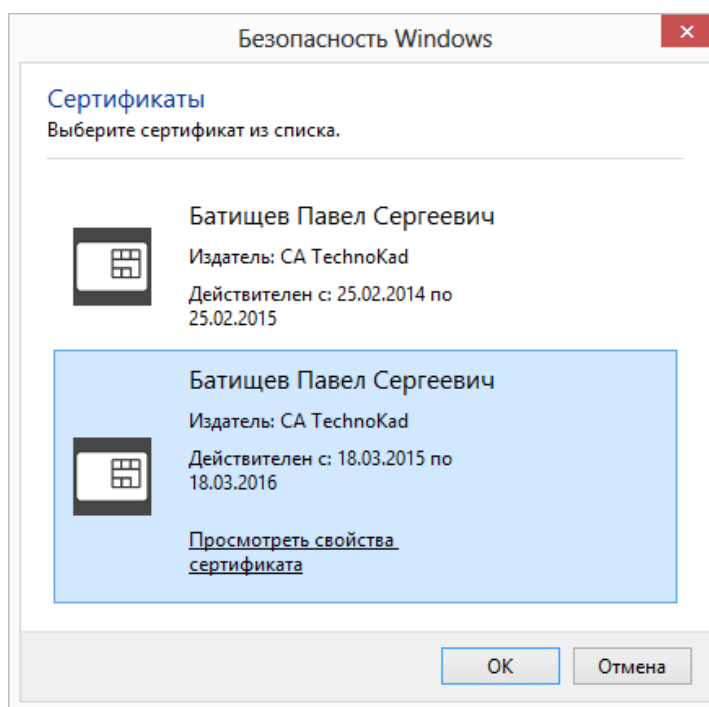 Безопасность Windows
Сертификаты
Выберите сертификат из списка.
Батищев Павел Сергеевич
Издатель: CA TechnoKad
Действителен с: 25.02.2014 по
25.02.2015
Батищев Павел Сергеевич
Издатель: CA TechnoKad
Действителен с: 18.03.2015 по
18.03.2016
Просмотреть свойства
сертификата
ОК
Отмена